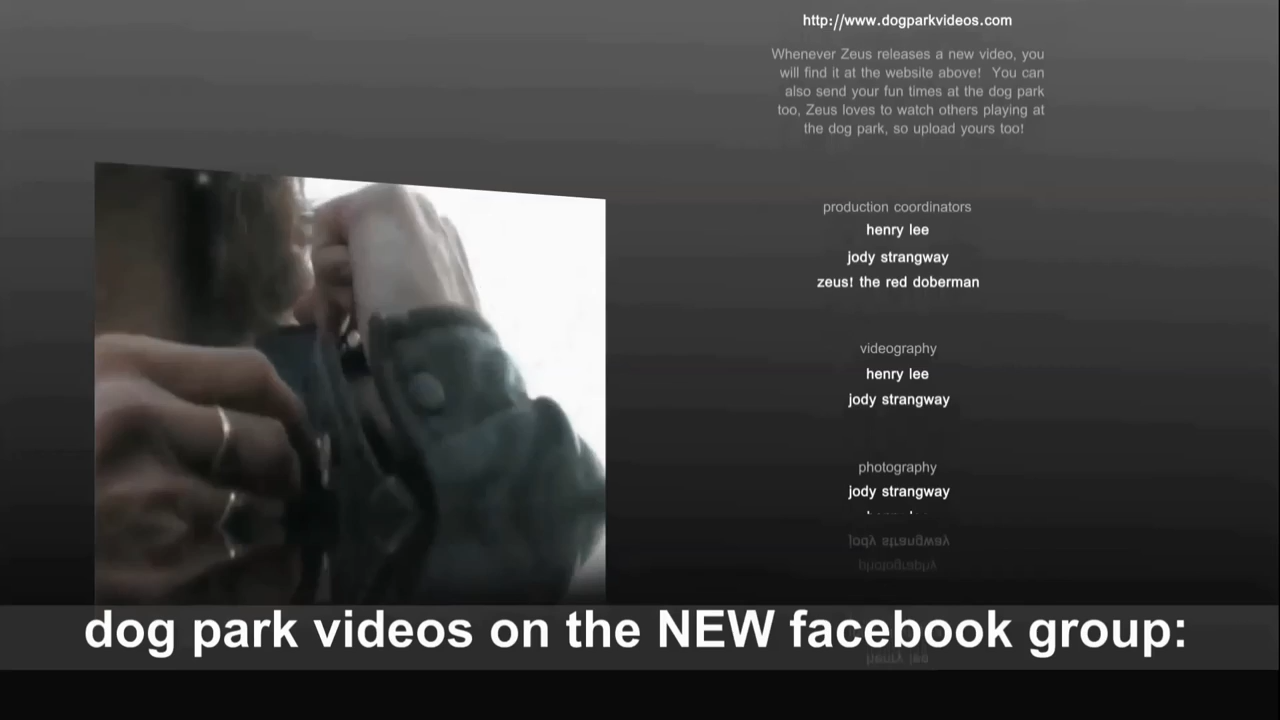 http://www.dogparkvideos.com
Whenever Zeus releases a new video, you
will find it at the website above! You can
also send your fun times at the dog park
too, Zeus loves to watch others playing at
the dog park, so upload yours too!
production coordinators
henry lee
jody strangway
zeus! the red doberman
videography
henry lee
jody strangway
photography
jody strangway
dog park videos on the NEW facebook group: